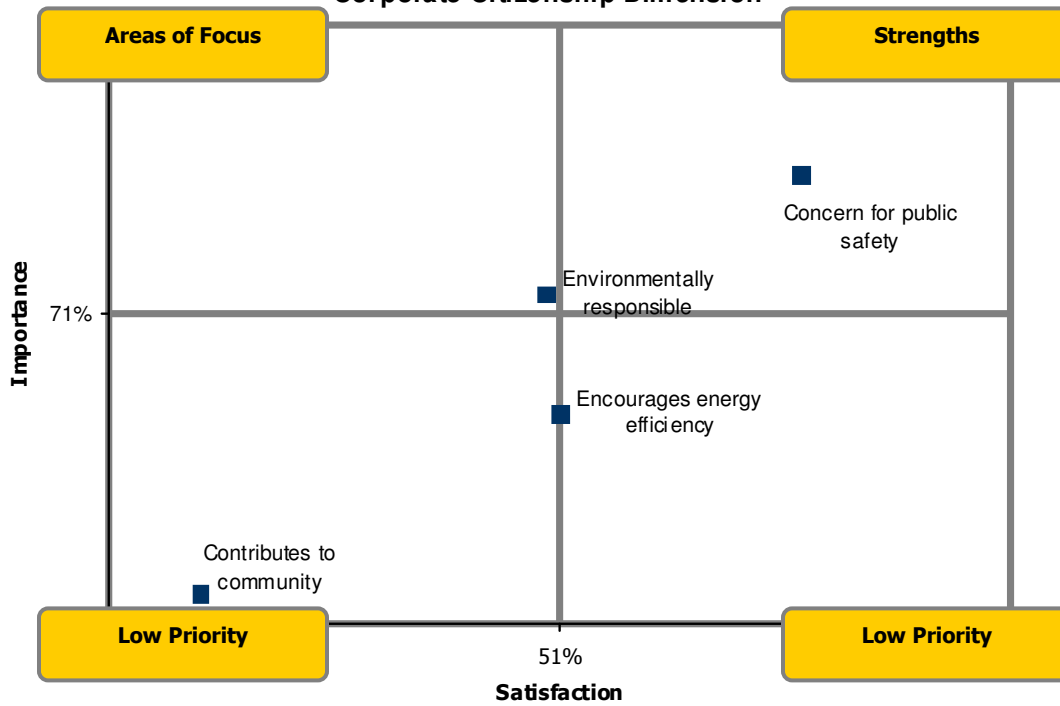 Areas of Focus
Strengths
Concern for public
safety
Environmentally
responsible
Importance
71%
Encourages energy
efficiency
Contributes to
community
Low Priority
Low Priority
51%
Satisfaction